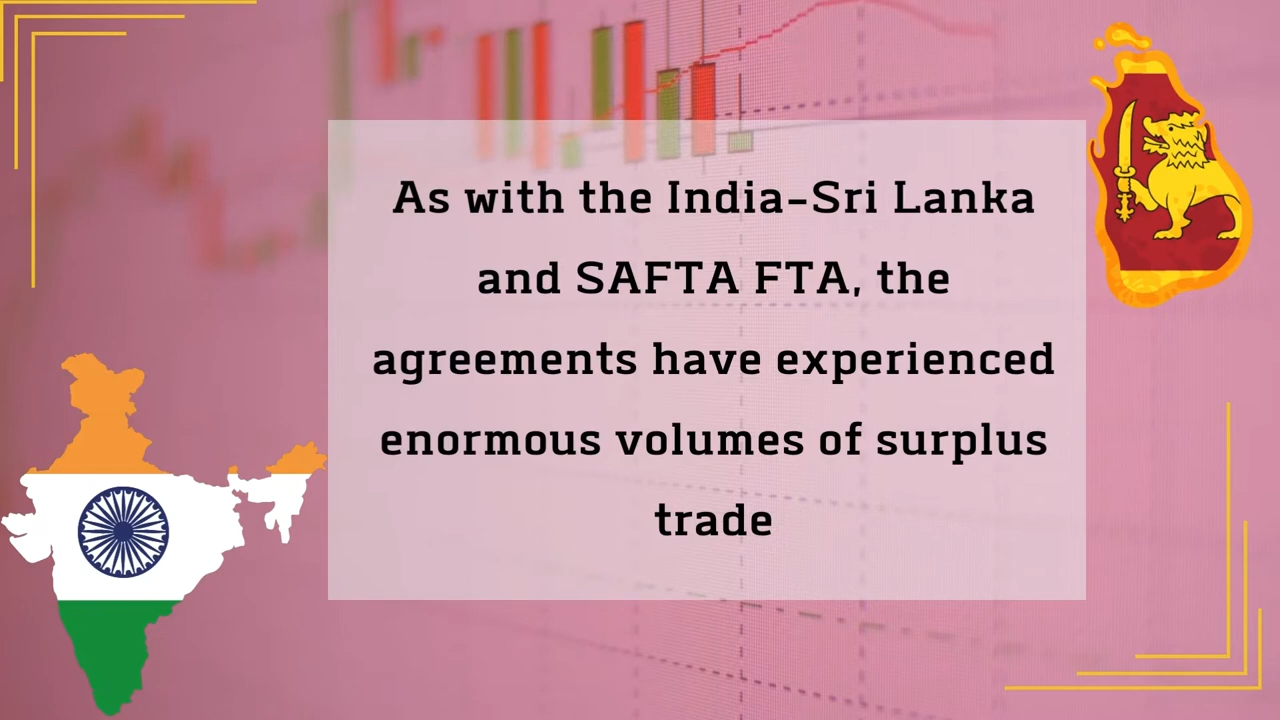 As with the India-Sri Lanka
and SAFTA FTA, the
agreements have experienced
enormous volumes of surplus
trade